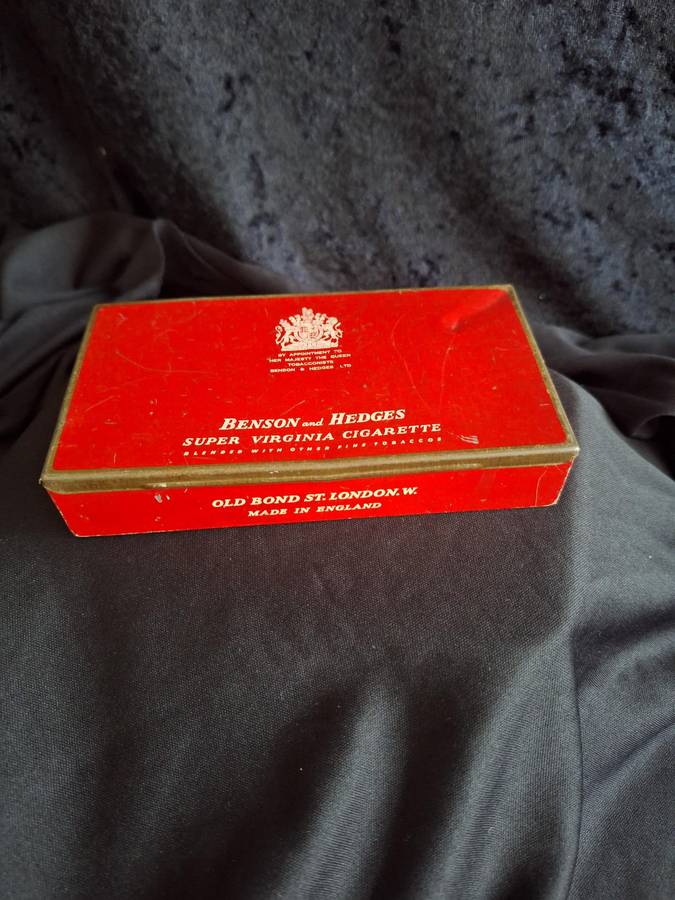 BY APPOINTMENT TO
HER MAJESTY THE QUEEN
TOBACCONISTS
BENSON & HEDGES LTD
BENSON and HEDGES
SUPER VIRGINIA CIGARETTE
BLENDED WITH OTHER FINE TOBACCOS
OLD BOND ST. LONDON. W.
MADE IN ENGLAND